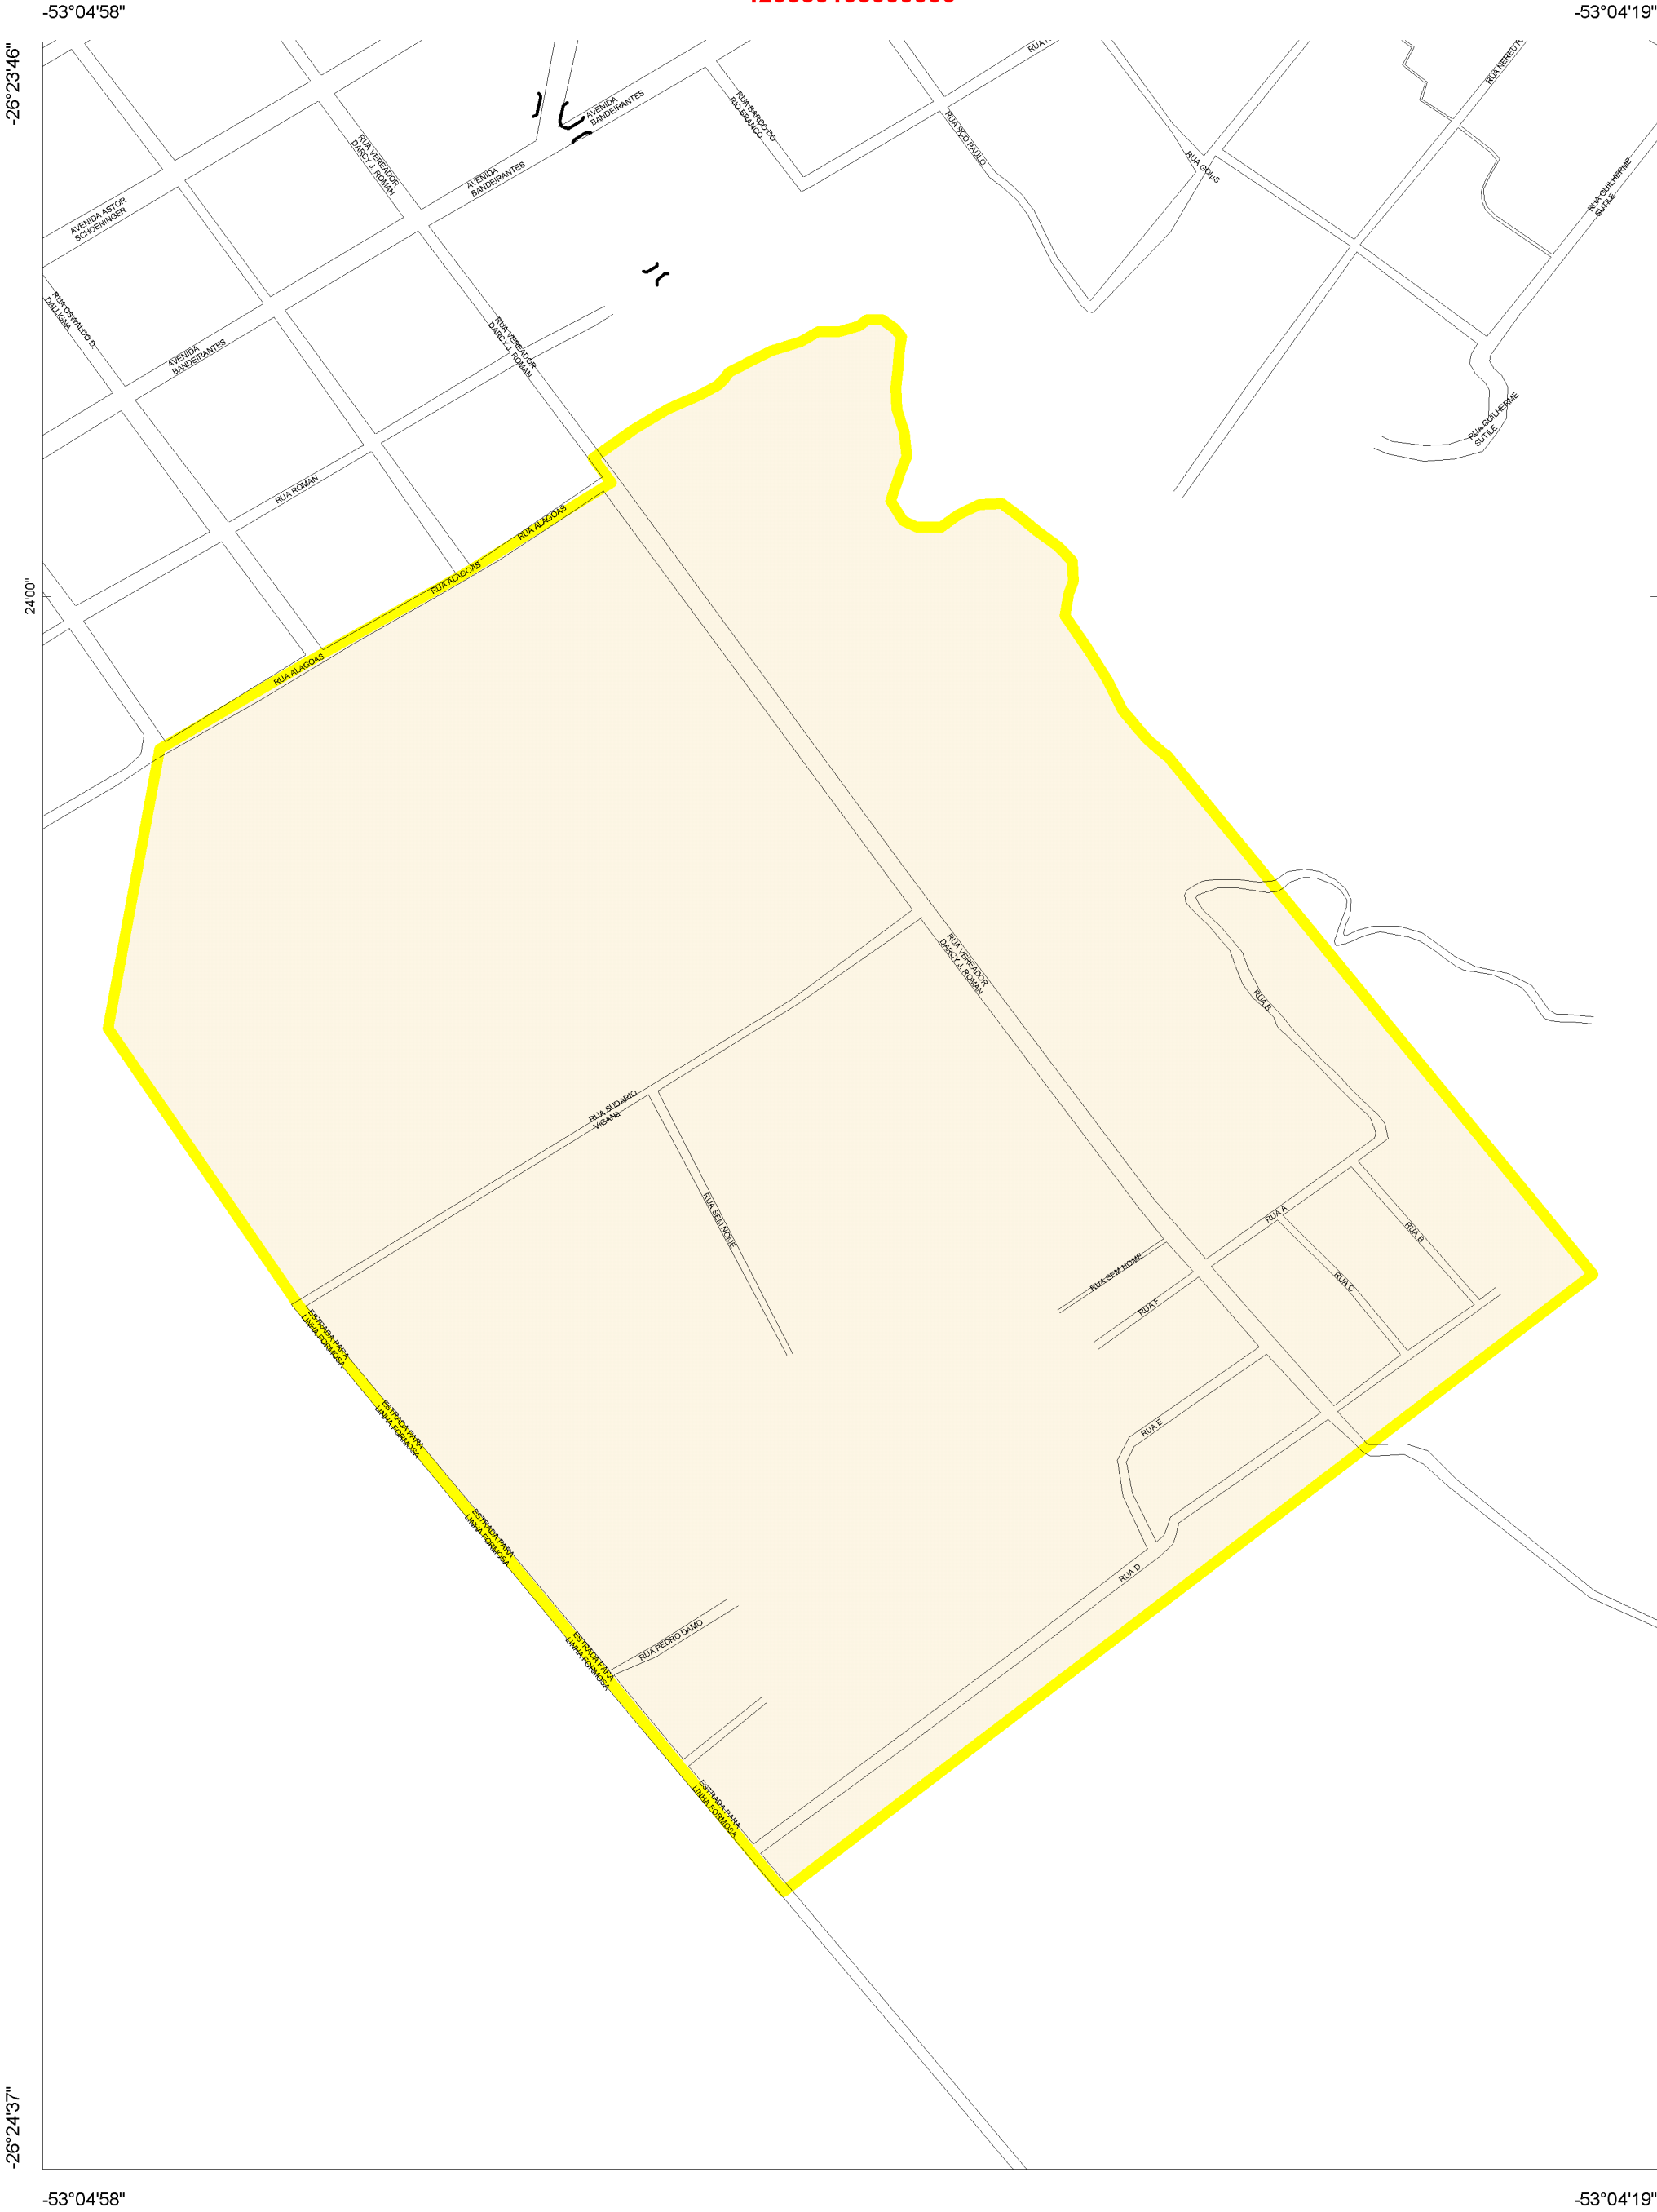 -53°04'58"
-53°04'19"
-26°23'46"
RUA NEREU R
AVENIDA
BANDEIRANTES
RUA BARÇO DO
RIO BRANCO
RUA SÇO PAULO
RUA VEREADOR
DARCY J. ROMAN
AVENIDA
BANDEIRANTES
RUA GOIµS
RUA GUILHERME
SUTILE
AVENIDA ASTOR
SCHOENINGER
RUA OSWALDO D.
DALLIGNA
AVENIDA
BANDEIRANTES
RUA VEREADOR
DARCY J. ROMAN
RUA GUILHERME
SUTILE
RUA ROMAN
RUA ALAGOAS
RUA ALAGOAS
24'00"
RUA ALAGOAS
RUA VEREADOR
DARCY J. ROMAN
RUA B
RUA SUDARIO
RUA SEM NOME
RUA A
RUA B
RUA SEM NOME
RUA C
RUA F
ESTRADA PARA
LINHA FORMOSA
ESTRADA PARA
LINHA FORMOSA
RUA E
ESTRADA PARA
LINHA FORMOSA
RUA D
RUA PEDRO DAMO
ESTRADA PARA
LINHA FORMOSA
ESTRADA PARA
LINHA FORMOSA
-26°24'37"
-53°04'58"
-53°04'19"